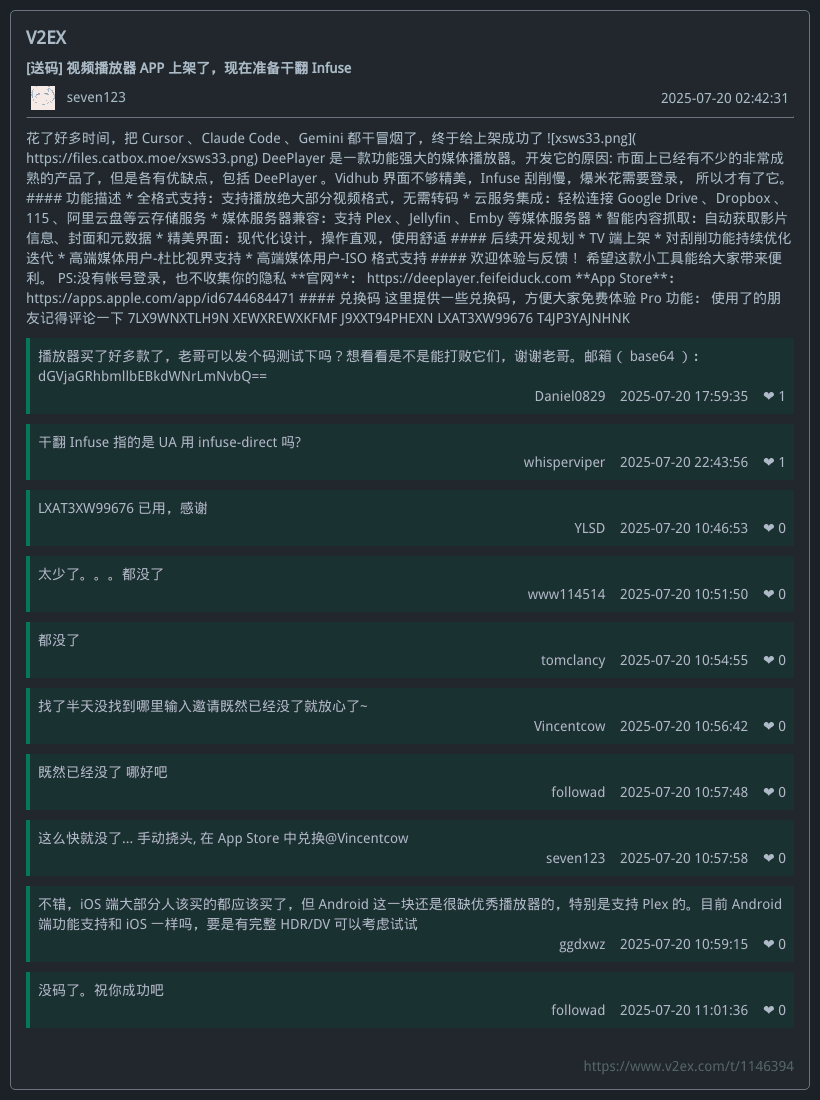 V2EX
[送码] 视频播放器 APP 上架了，现在准备干翻 Infuse
seven123
2025-07-20 02:42:31
花了好多时间，把 Cursor 、Claude Code 、Gemini 都干冒烟了，终于给上架成功了 ![xsws33.png](
https://files.catbox.moe/xsws33.png) DeePlayer 是一款功能强大的媒体播放器。开发它的原因: 市面上已经有不少的非常成
熟的产品了，但是各有优缺点，包括 DeePlayer 。Vidhub 界面不够精美，Infuse 刮削慢，爆米花需要登录， 所以才有了它。
#### 功能描述 * 全格式支持：支持播放绝大部分视频格式，无需转码 * 云服务集成：轻松连接 Google Drive 、Dropbox 、
115 、阿里云盘等云存储服务 * 媒体服务器兼容：支持 Plex 、Jellyfin 、Emby 等媒体服务器 * 智能内容抓取：自动获取影片
信息、封面和元数据 * 精美界面：现代化设计，操作直观，使用舒适 #### 后续开发规划 * TV 端上架 * 对刮削功能持续优化
迭代 * 高端媒体用户-杜比视界支持 * 高端媒体用户-ISO 格式支持 #### 欢迎体验与反馈 ！ 希望这款小工具能给大家带来便
利。 PS:没有帐号登录，也不收集你的隐私 **官网**： https://deeplayer.feifeiduck.com **App Store**：
https://apps.apple.com/app/id6744684471 #### 兑换码 这里提供一些兑换码，方便大家免费体验 Pro 功能： 使用了的朋
友记得评论一下 7LX9WNXTLH9N XEWXREWXKFMF J9XXT94PHEXN LXAT3XW99676 T4JP3YAJNHNK
播放器买了好多款了，老哥可以发个码测试下吗？想看看是不是能打败它们，谢谢老哥。邮箱（ base64 ）：
dGVjaGRhbmllbEBkdWNrLmNvbQ==
Daniel0829 2025-07-20 17:59:35 ❤ 1
干翻 Infuse 指的是 UA 用 infuse-direct 吗?
whisperviper 2025-07-20 22:43:56 ❤ 1
LXAT3XW99676 已用，感谢
YLSD 2025-07-20 10:46:53 ❤ 0
太少了。。。都没了
www114514 2025-07-20 10:51:50 ❤ 0
都没了
tomclancy 2025-07-20 10:54:55 ❤ 0
找了半天没找到哪里输入邀请既然已经没了就放心了~
Vincentcow 2025-07-20 10:56:42 ❤ 0
既然已经没了 哪好吧
followad 2025-07-20 10:57:48 ❤ 0
这么快就没了... 手动挠头, 在 App Store 中兑换@Vincentcow
seven123 2025-07-20 10:57:58 ❤ 0
不错，iOS 端大部分人该买的都应该买了，但 Android 这一块还是很缺优秀播放器的，特别是支持 Plex 的。目前 Android
端功能支持和 iOS 一样吗，要是有完整 HDR/DV 可以考虑试试
ggdxwz 2025-07-20 10:59:15 ❤ 0
没码了。祝你成功吧
followad 2025-07-20 11:01:36 ❤ 0
https://www.v2ex.com/t/1146394